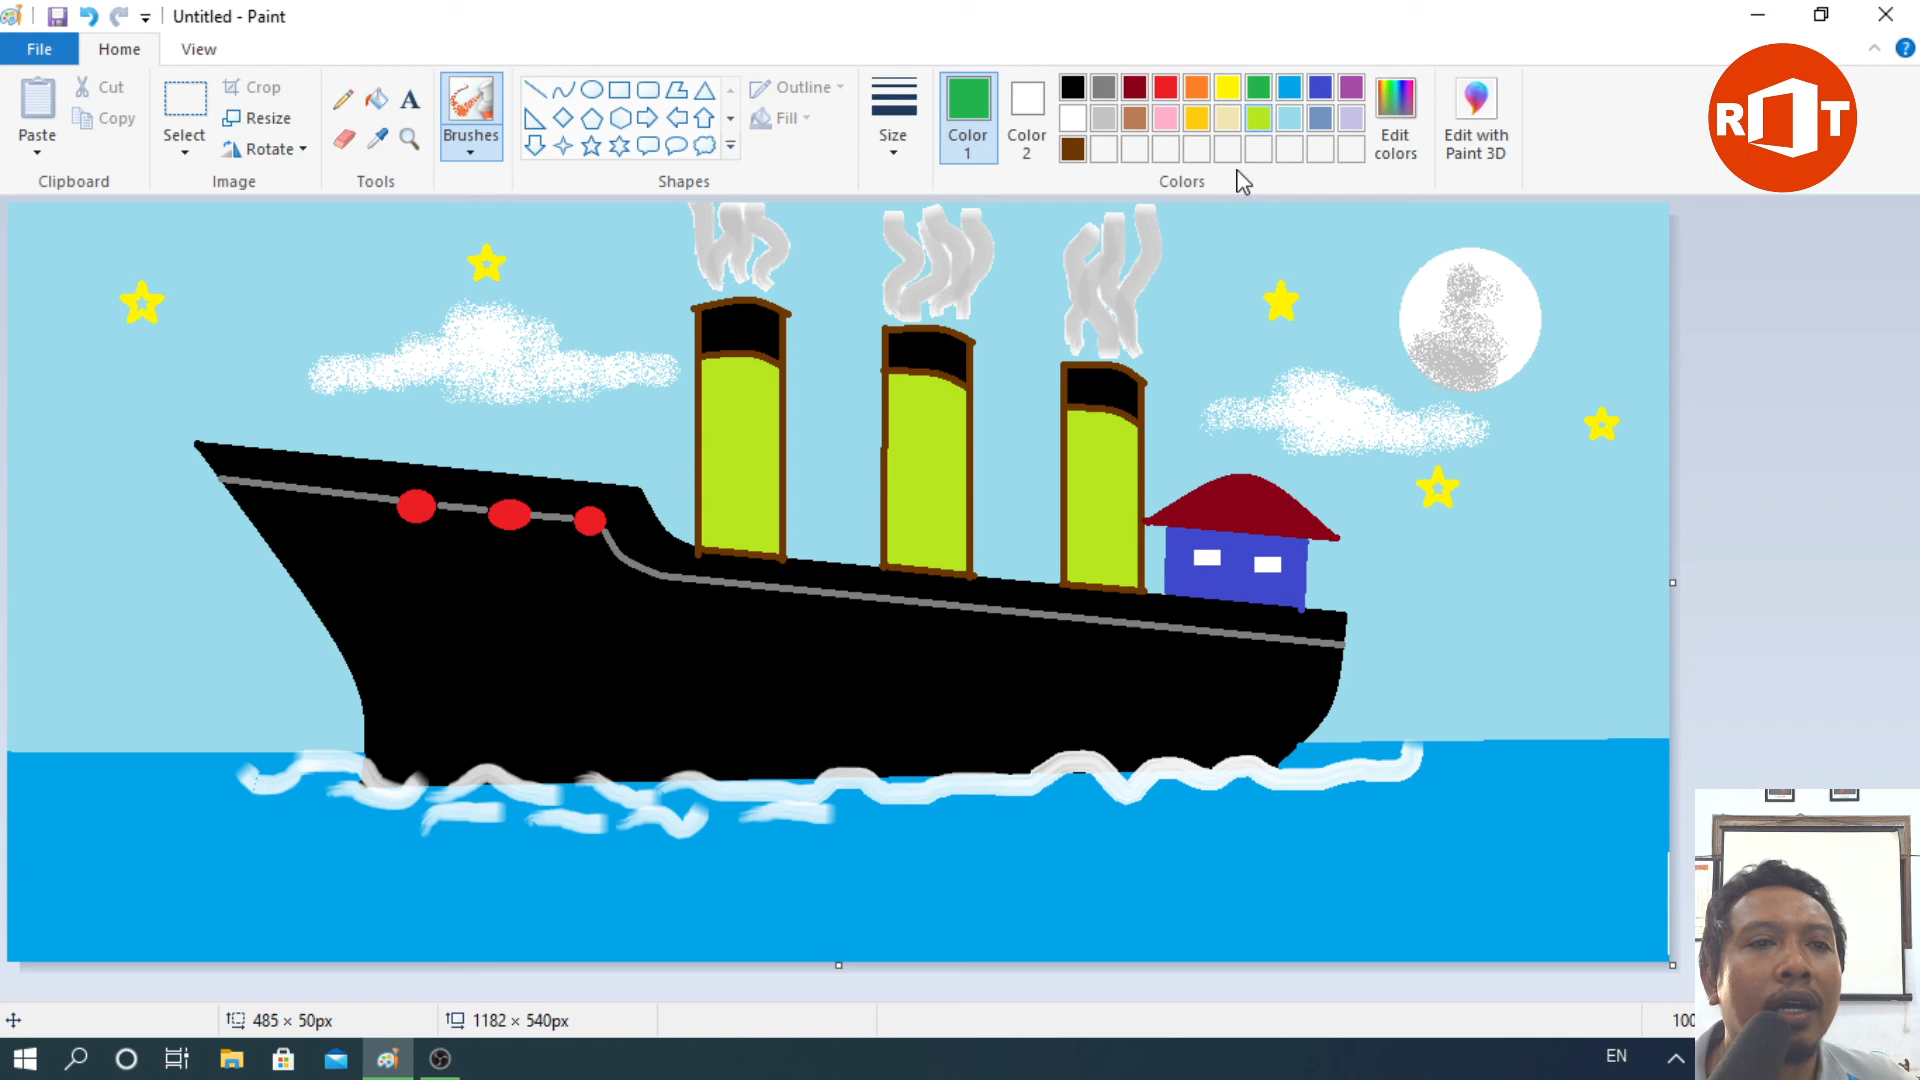 Untitled - Paint
File Home View
Paste
Cut
Copy
Clipboard
Select
Crop
Resize
Rotate
Image
A
Tools
Brushes
Outline
Fill
Shapes
Size
Color 1
Color 2
Edit colors
Colors
Edit with Paint 3D
R T
485 × 50px
1182 × 540px
100
EN